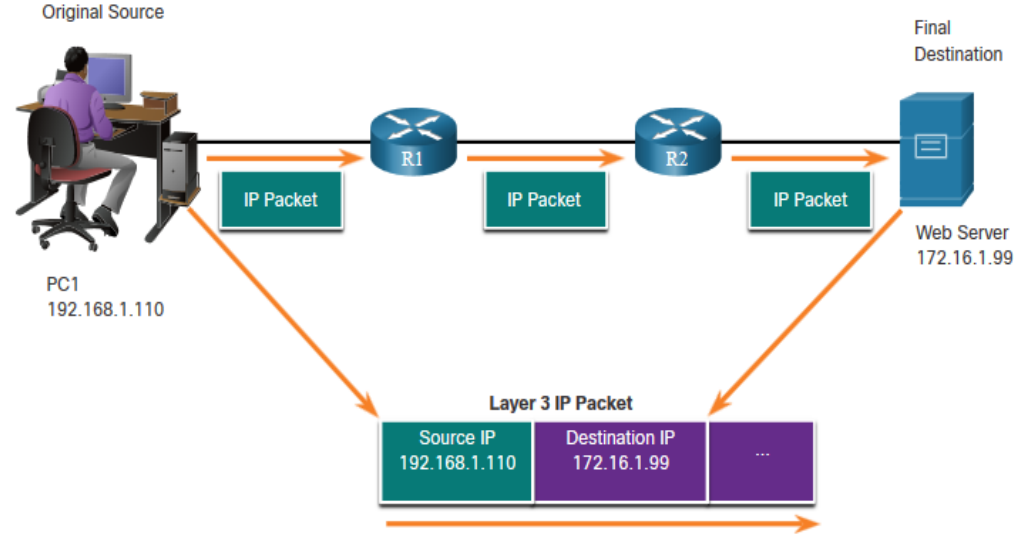 Original Source
Final
Destination
R1
R2
IP Packet
IP Packet
IP Packet
Web Server
172.16.1.99
PC1
192.168.1.110
Layer 3 IP Packet
Source IP
192.168.1.110
Destination IP
172.16.1.99
...